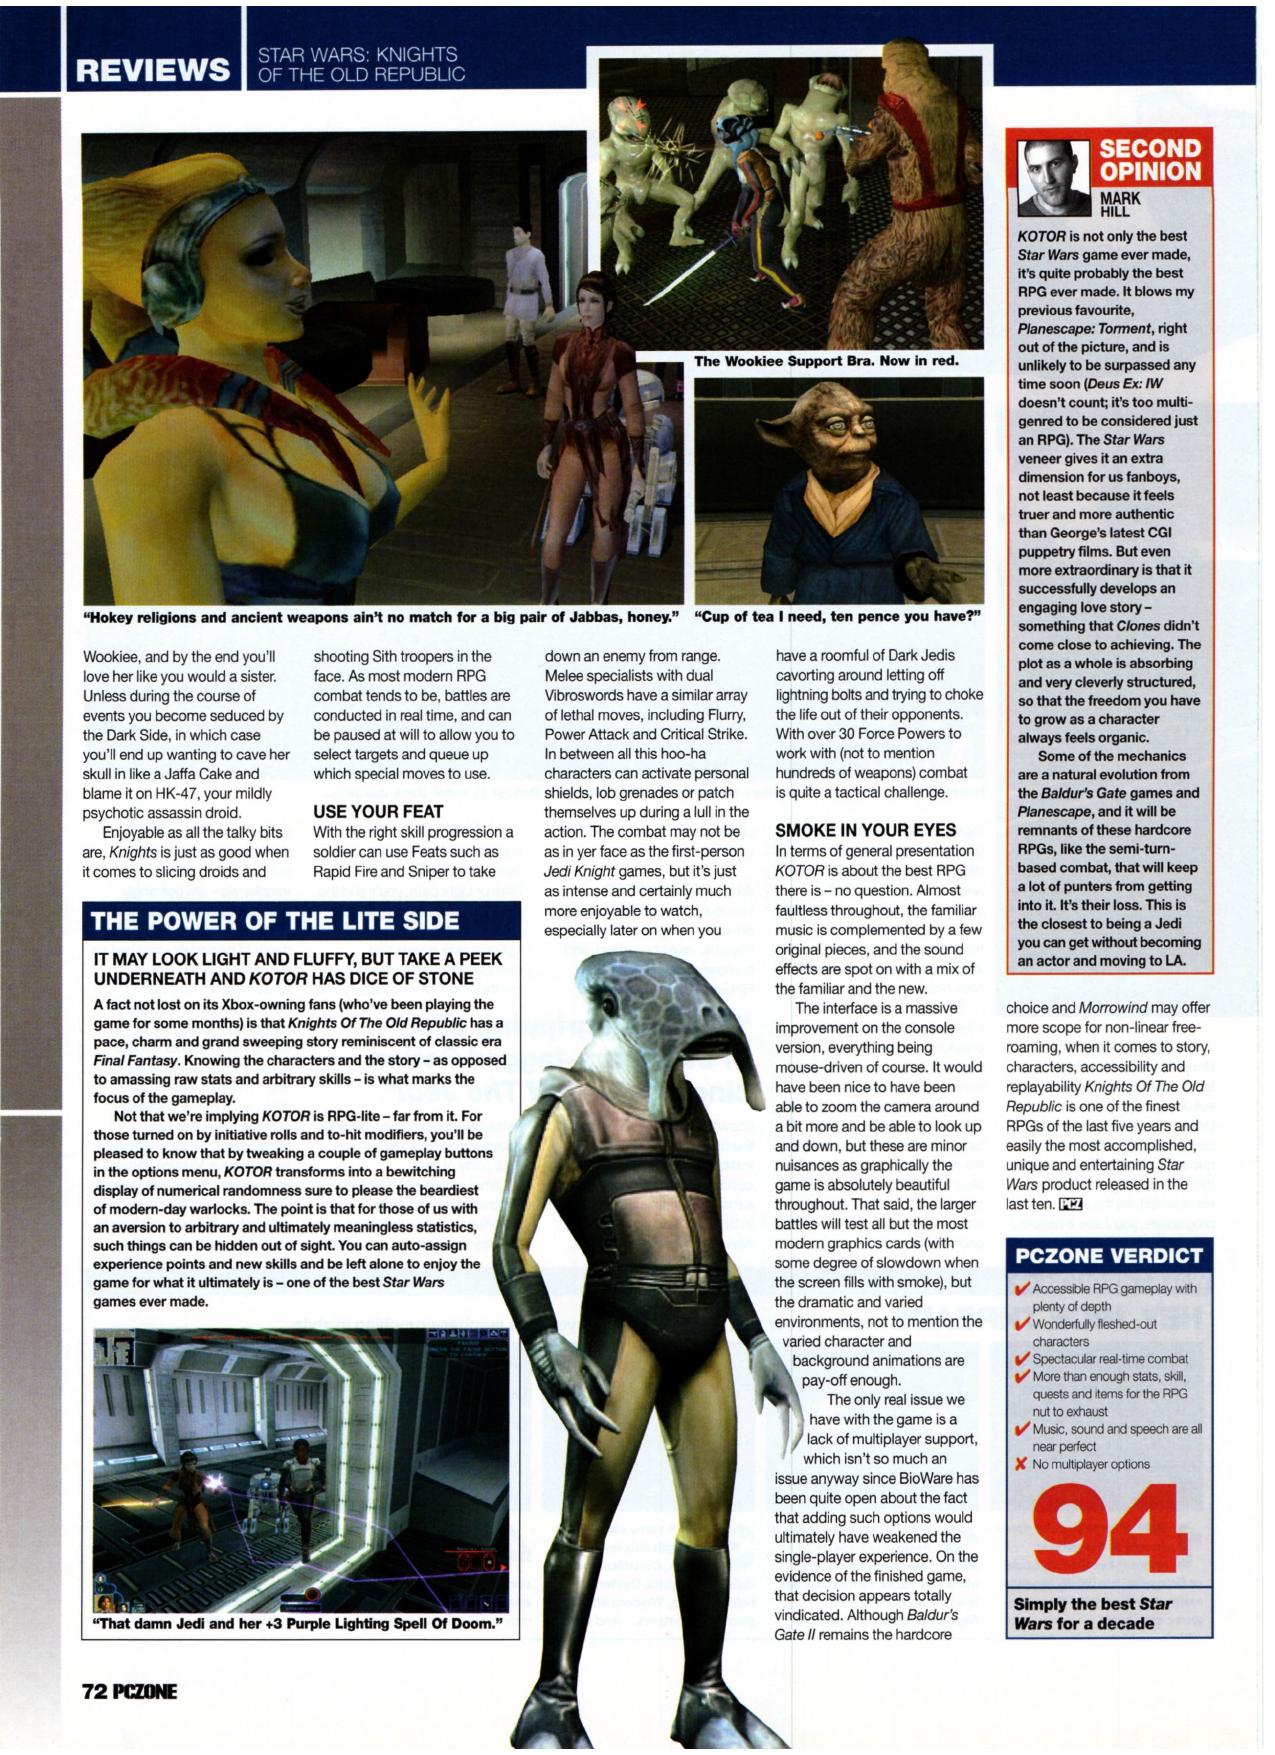 REVIEWS
STAR WARS: KNIGHTS
OF THE OLD REPUBLIC
The Wookiee Support Bra. Now in red.
"Hokey religions and ancient weapons ain't no match for a big pair of Jabbas, honey."
"Cup of tea I need, ten pence you have?"
Wookiee, and by the end you'll
love her like you would a sister.
Unless during the course of
events you become seduced by
the Dark Side, in which case
you'll end up wanting to cave her
skull in like a Jaffa Cake and
blame it on HK-47, your mildly
psychotic assassin droid.
Enjoyable as all the talky bits
are, Knights is just as good when
it comes to slicing droids and
shooting Sith troopers in the
face. As most modern RPG
combat tends to be, battles are
conducted in real time, and can
be paused at will to allow you to
select targets and queue up
which special moves to use.
USE YOUR FEAT
With the right skill progression a
soldier can use Feats such as
Rapid Fire and Sniper to take
down an enemy from range.
Melee specialists with dual
Vibroswords have a similar array
of lethal moves, including Flurry,
Power Attack and Critical Strike.
In between all this hoo-ha
characters can activate personal
shields, lob grenades or patch
themselves up during a lull in the
action. The combat may not be
as in yer face as the first-person
Jedi Knight games, but it's just
as intense and certainly much
more enjoyable to watch,
especially later on when you
have a roomful of Dark Jedis
cavorting around letting off
lightning bolts and trying to choke
the life out of their opponents.
With over 30 Force Powers to
work with (not to mention
hundreds of weapons) combat
is quite a tactical challenge.
SMOKE IN YOUR EYES
In terms of general presentation
KOTOR is about the best RPG
there is – no question. Almost
faultless throughout, the familiar
music is complemented by a few
original pieces, and the sound
effects are spot on with a mix of
the familiar and the new.
The interface is a massive
improvement on the console
version, everything being
mouse-driven of course. It would
have been nice to have been
able to zoom the camera around
a bit more and be able to look up
and down, but these are minor
nuisances as graphically the
game is absolutely beautiful
throughout. That said, the larger
battles will test all but the most
modern graphics cards (with
some degree of slowdown when
the screen fills with smoke), but
the dramatic and varied
environments, not to mention the
varied character and
background animations are
pay-off enough.
The only real issue we
have with the game is a
lack of multiplayer support,
which isn't so much an
issue anyway since BioWare has
been quite open about the fact
that adding such options would
ultimately have weakened the
single-player experience. On the
evidence of the finished game,
that decision appears totally
vindicated. Although Baldur's
Gate II remains the hardcore
choice and Morrowind may offer
more scope for non-linear free-
roaming, when it comes to story,
characters, accessibility and
replayability Knights Of The Old
Republic is one of the finest
RPGs of the last five years and
easily the most accomplished,
unique and entertaining Star
Wars product released in the
last ten. PCZ
THE POWER OF THE LITE SIDE
IT MAY LOOK LIGHT AND FLUFFY, BUT TAKE A PEEK
UNDERNEATH AND KOTOR HAS DICE OF STONE
A fact not lost on its Xbox-owning fans (who've been playing the
game for some months) is that Knights Of The Old Republic has a
pace, charm and grand sweeping story reminiscent of classic era
Final Fantasy. Knowing the characters and the story – as opposed
to amassing raw stats and arbitrary skills – is what marks the
focus of the gameplay.
Not that we're implying KOTOR is RPG-lite – far from it. For
those turned on by initiative rolls and to-hit modifiers, you'll be
pleased to know that by tweaking a couple of gameplay buttons
in the options menu, KOTOR transforms into a bewitching
display of numerical randomness sure to please the beardiest
of modern-day warlocks. The point is that for those of us with
an aversion to arbitrary and ultimately meaningless statistics,
such things can be hidden out of sight. You can auto-assign
experience points and new skills and be left alone to enjoy the
game for what it ultimately is – one of the best Star Wars
games ever made.
"That damn Jedi and her +3 Purple Lighting Spell Of Doom."
SECOND
OPINION
MARK
HILL
KOTOR is not only the best
Star Wars game ever made,
it's quite probably the best
RPG ever made. It blows my
previous favourite,
Planescape: Torment, right
out of the picture, and is
unlikely to be surpassed any
time soon (Deus Ex: IW
doesn't count; it's too multi-
genred to be considered just
an RPG). The Star Wars
veneer gives it an extra
dimension for us fanboys,
not least because it feels
truer and more authentic
than George's latest CGI
puppetry films. But even
more extraordinary is that it
successfully develops an
engaging love story –
something that Clones didn't
come close to achieving. The
plot as a whole is absorbing
and very cleverly structured,
so that the freedom you have
to grow as a character
always feels organic.
Some of the mechanics
are a natural evolution from
the Baldur's Gate games and
Planescape, and it will be
remnants of these hardcore
RPGs, like the semi-turn-
based combat, that will keep
a lot of punters from getting
into it. It's their loss. This is
the closest to being a Jedi
you can get without becoming
an actor and moving to LA.
PCZONE VERDICT
✓ Accessible RPG gameplay with
plenty of depth
✓ Wonderfully fleshed-out
characters
✓ Spectacular real-time combat
✓ More than enough stats, skill,
quests and items for the RPG
nut to exhaust
✓ Music, sound and speech are all
near perfect
✗ No multiplayer options
94
Simply the best Star
Wars for a decade
72 PCZONE